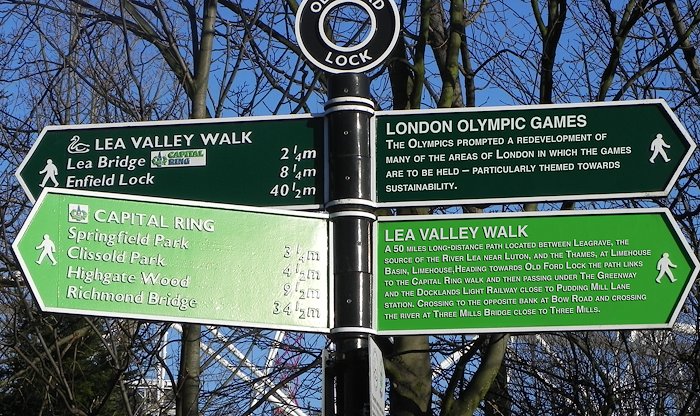 OLD FORD
LOCK
LEA VALLEY WALK
Lea Bridge CAPITAL RING 2 1/4m
Enfield Lock 8 1/4m
40 1/2m
CAPITAL RING
Springfield Park 3 1/4m
Clissold Park 4 1/2m
Highgate Wood 9 1/2m
Richmond Bridge 34 1/2m
LONDON OLYMPIC GAMES
THE OLYMPICS PROMPTED A REDEVELOPMENT OF
MANY OF THE AREAS OF LONDON IN WHICH THE GAMES
ARE TO BE HELD – PARTICULARLY THEMED TOWARDS
SUSTAINABILITY.
LEA VALLEY WALK
A 50 MILES LONG-DISTANCE PATH LOCATED BETWEEN LEAGRAVE, THE
SOURCE OF THE RIVER LEA NEAR LUTON, AND THE THAMES, AT LIMEHOUSE
BASIN, LIMEHOUSE,HEADING TOWARDS OLD FORD LOCK THE PATH LINKS
TO THE CAPITAL RING WALK AND THEN PASSING UNDER THE GREENWAY
AND THE DOCKLANDS LIGHT RAILWAY CLOSE TO PUDDING MILL LANE
STATION. CROSSING TO THE OPPOSITE BANK AT BOW ROAD AND CROSSING
THE RIVER AT THREE MILLS BRIDGE CLOSE TO THREE MILLS.